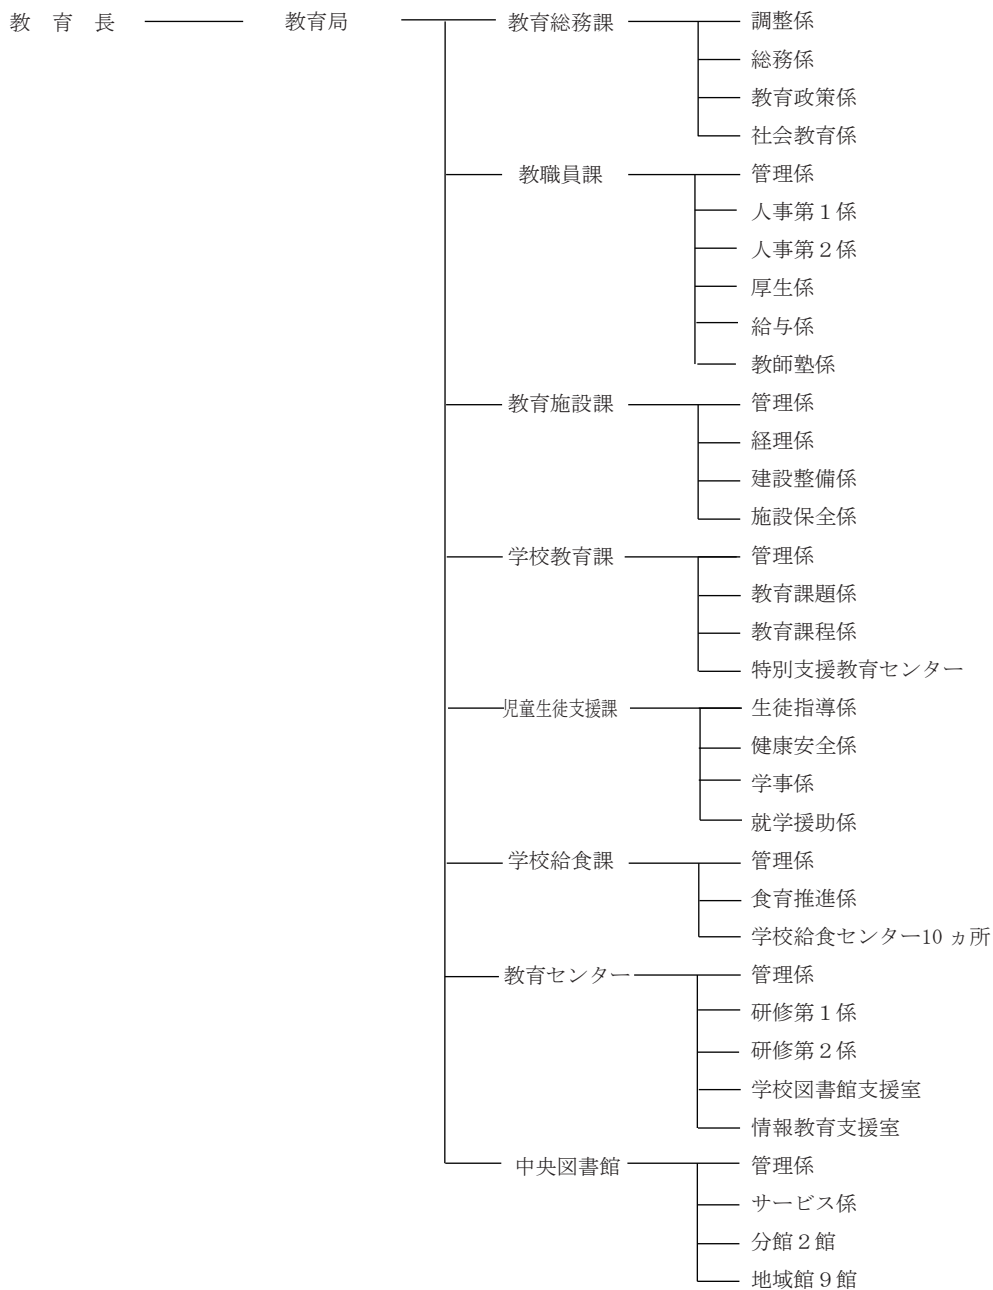 教　育　長　教育局　教育総務課　調整係
総務係
教育政策係
社会教育係
教職員課　管理係
人事第１係
人事第２係
厚生係
給与係
教師塾係
教育施設課　管理係
経理係
建設整備係
施設保全係
学校教育課　管理係
教育課題係
教育課程係
特別支援教育センター
児童生徒支援課　生徒指導係
健康安全係
学事係
就学援助係
学校給食課　管理係
食育推進係
学校給食センター10 ヵ所
教育センター　管理係
研修第１係
研修第２係
学校図書館支援室
情報教育支援室
中央図書館　管理係
サービス係
分館２館
地域館９館